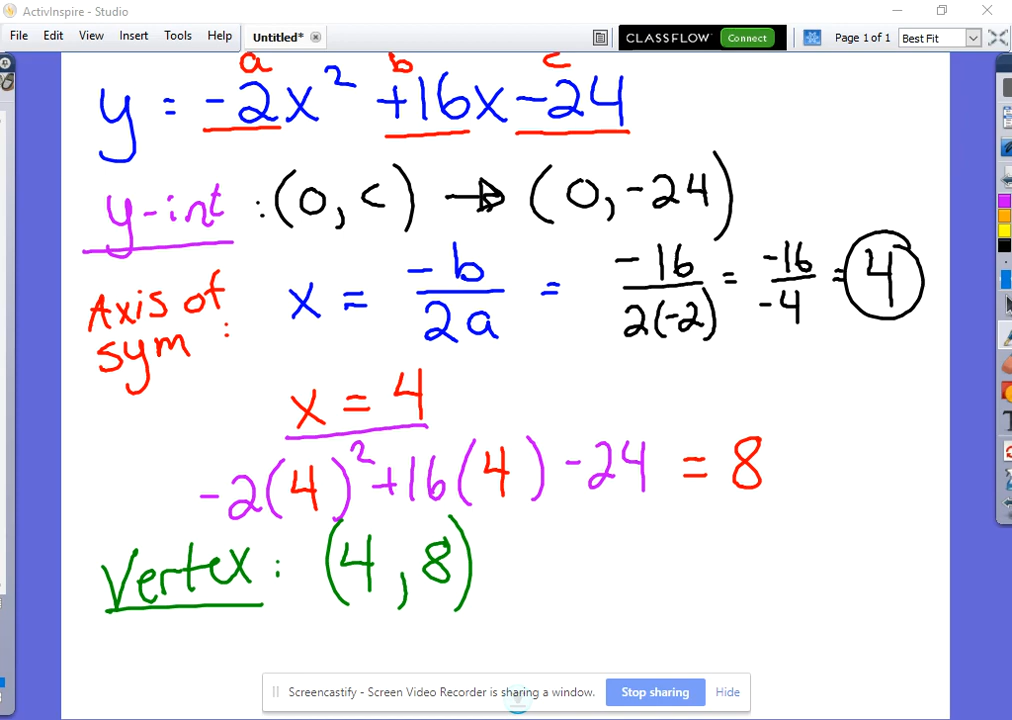 ActivInspire - Studio
File Edit View Insert Tools Help Untitled* CLASSFLOW Connect Page 1 of 1 Best Fit
a b c
y = -2x² +16x -24
y-int : (0, c) → (0, -24)
Axis of sym : x = -b/2a = -16/2(-2) = -16/-4 = 4
x = 4
-2(4)² +16(4) -24 = 8
Vertex : (4, 8)
Screencastify - Screen Video Recorder is sharing a window. Stop sharing Hide